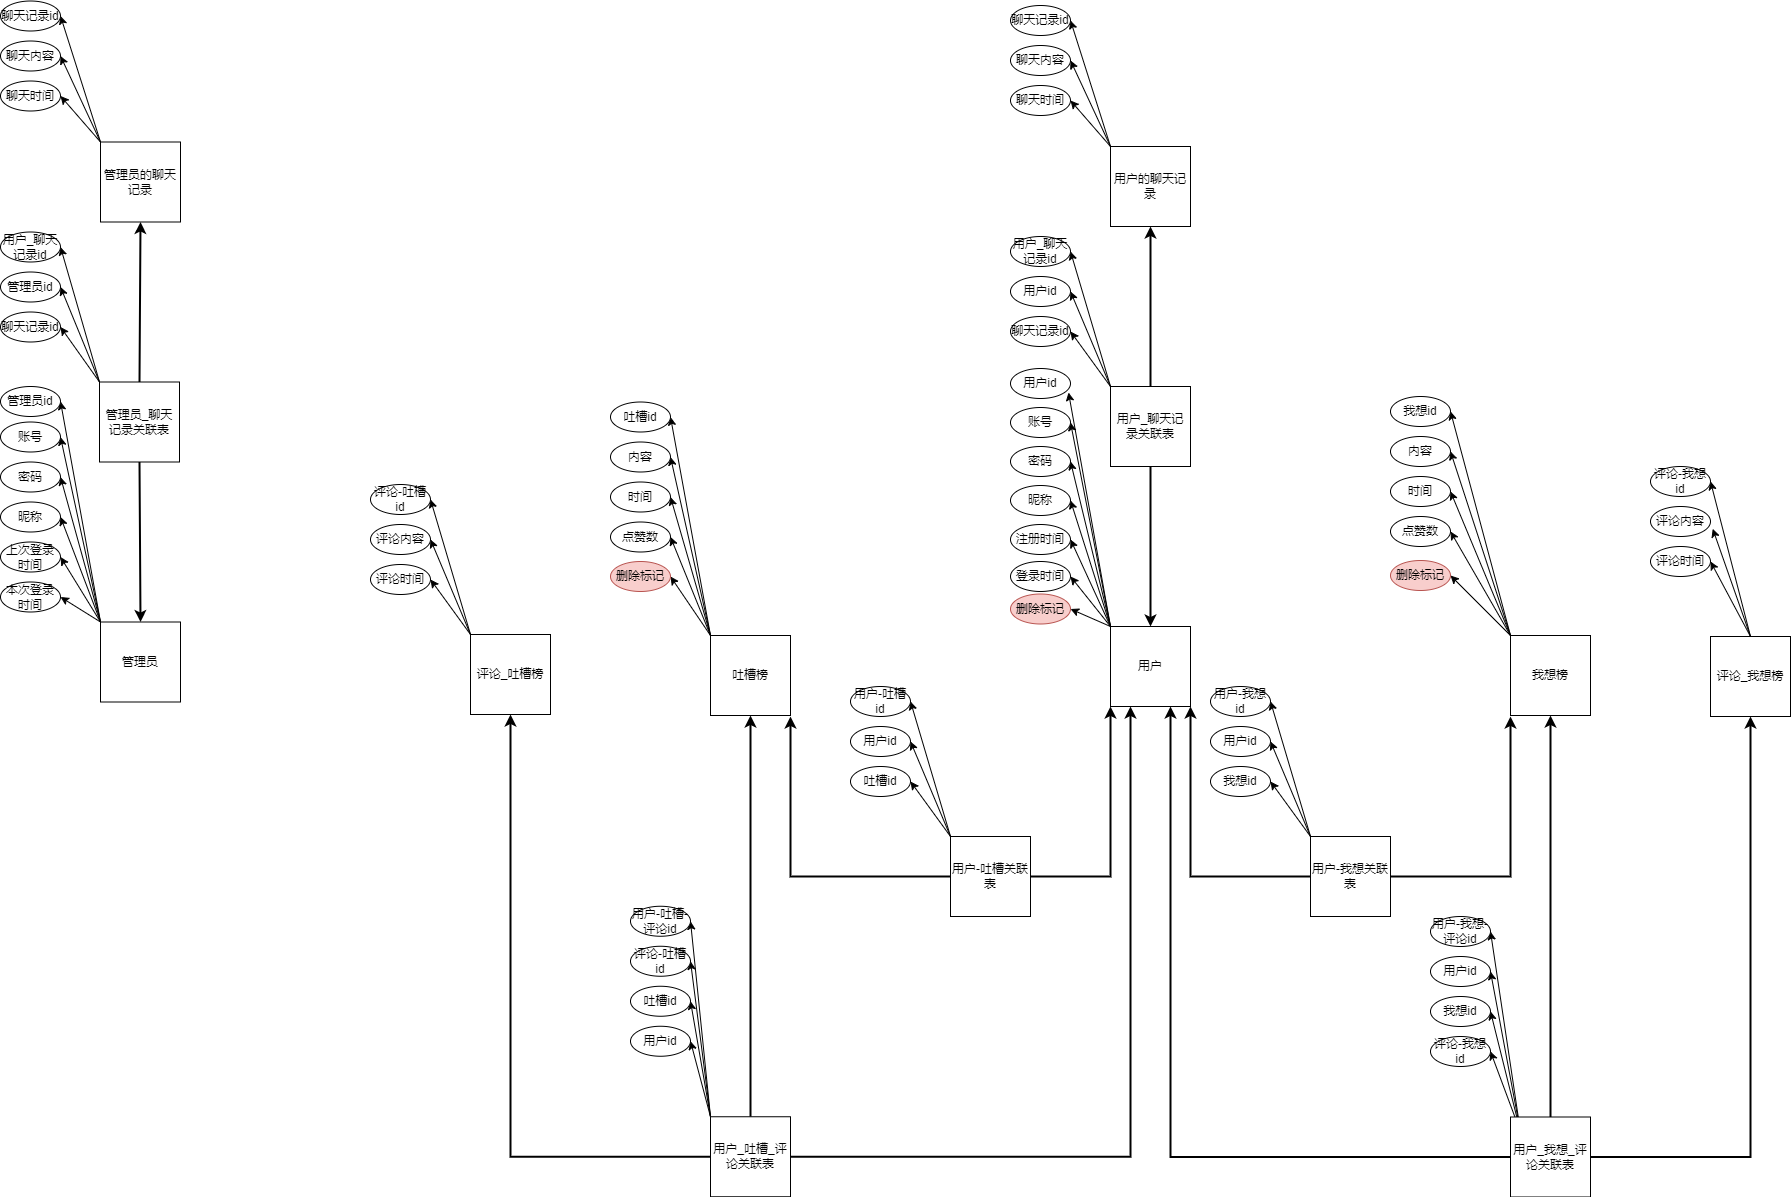 聊天记录id
聊天内容
聊天时间
管理员的聊天
记录
用户_聊天
记录id
管理员id
聊天记录id
管理员_聊天
记录关联表
管理员id
账号
密码
昵称
上次登录
时间
本次登录
时间
管理员
评论-吐槽
id
评论内容
评论时间
评论_吐槽榜
吐槽id
内容
时间
点赞数
删除标记
吐槽榜
用户-吐槽
id
用户id
吐槽id
用户-吐槽关联
表
用户-吐槽-
评论id
评论-吐槽
id
吐槽id
用户id
用户_吐槽_评
论关联表
聊天记录id
聊天内容
聊天时间
用户的聊天记
录
用户_聊天
记录id
用户id
聊天记录id
用户_聊天记
录关联表
用户id
账号
密码
昵称
注册时间
登录时间
删除标记
用户
用户-我想
id
用户id
我想id
用户-我想关联
表
我想id
内容
时间
点赞数
删除标记
我想榜
评论-我想
id
评论内容
评论时间
评论_我想榜
用户-我想-
评论id
用户id
我想id
评论-我想
id
用户_我想_评
论关联表